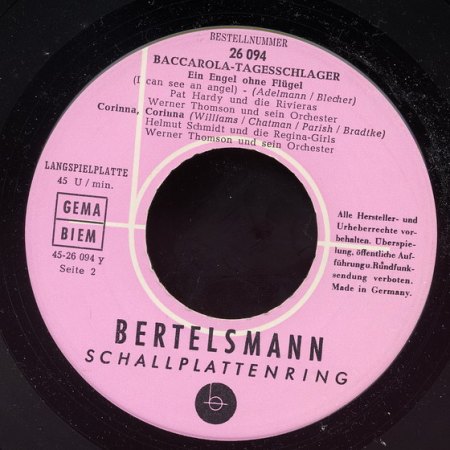 BESTELLNUMMER
26 094
BACCAROLA-TAGESSCHLAGER
Ein Engel ohne Flügel
(I can see an angel) - (Adelmann / Blecher)
Pat Hardy und die Rivieras
Werner Thomson und sein Orchester
Corinna, Corinna (Williams / Chatman / Parish / Bradtke)
Helmut Schmidt und die Regina-Girls
Werner Thomson und sein Orchester
LANGSPIELPLATTE
45 U / min.
GEMA
BIEM
45-26 094 y
Seite 2
Alle Hersteller- und
Urheberrechte vor-
behalten. Überspie-
lung, öffentliche Auf-
führung u. Rundfunk-
sendung verboten.
Made in Germany.
BERTELSMANN
SCHALLPLATTENRING